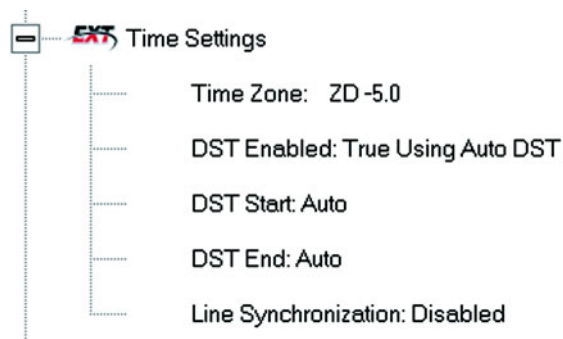 EXT Time Settings
Time Zone: ZD -5.0
DST Enabled: True Using Auto DST
DST Start: Auto
DST End: Auto
Line Synchronization: Disabled